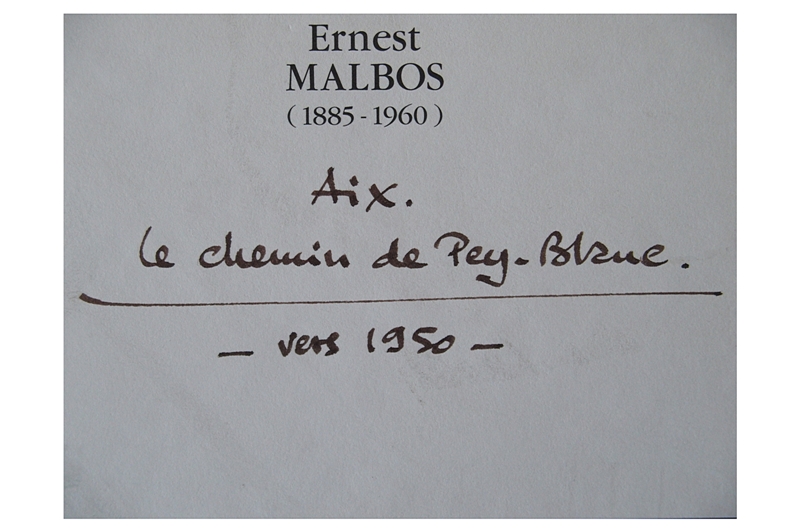 Ernest
MALBOS
(1885-1960)
Aix.
le chemin de Pey-Blanc.
— vers 1950 —